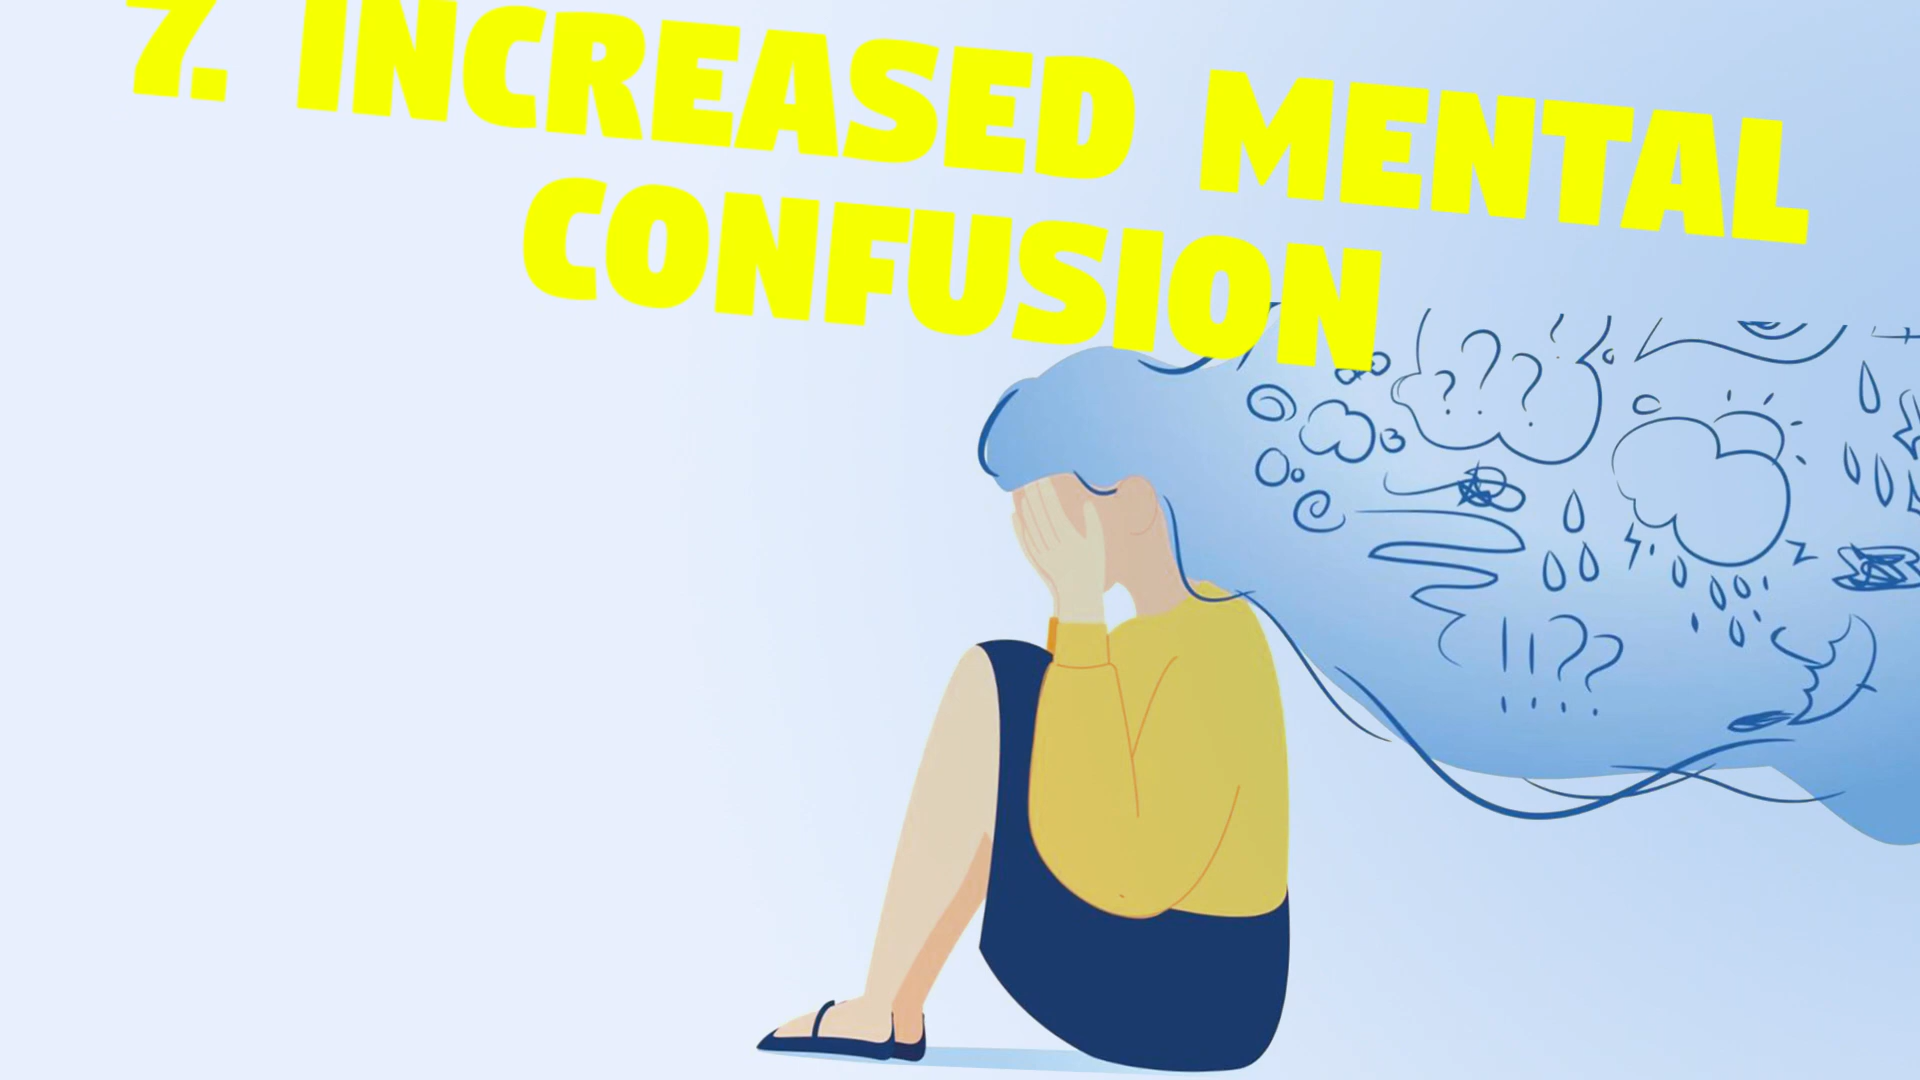 7. INCREASED MENTAL
CONFUSION
? ? ?
!! ??